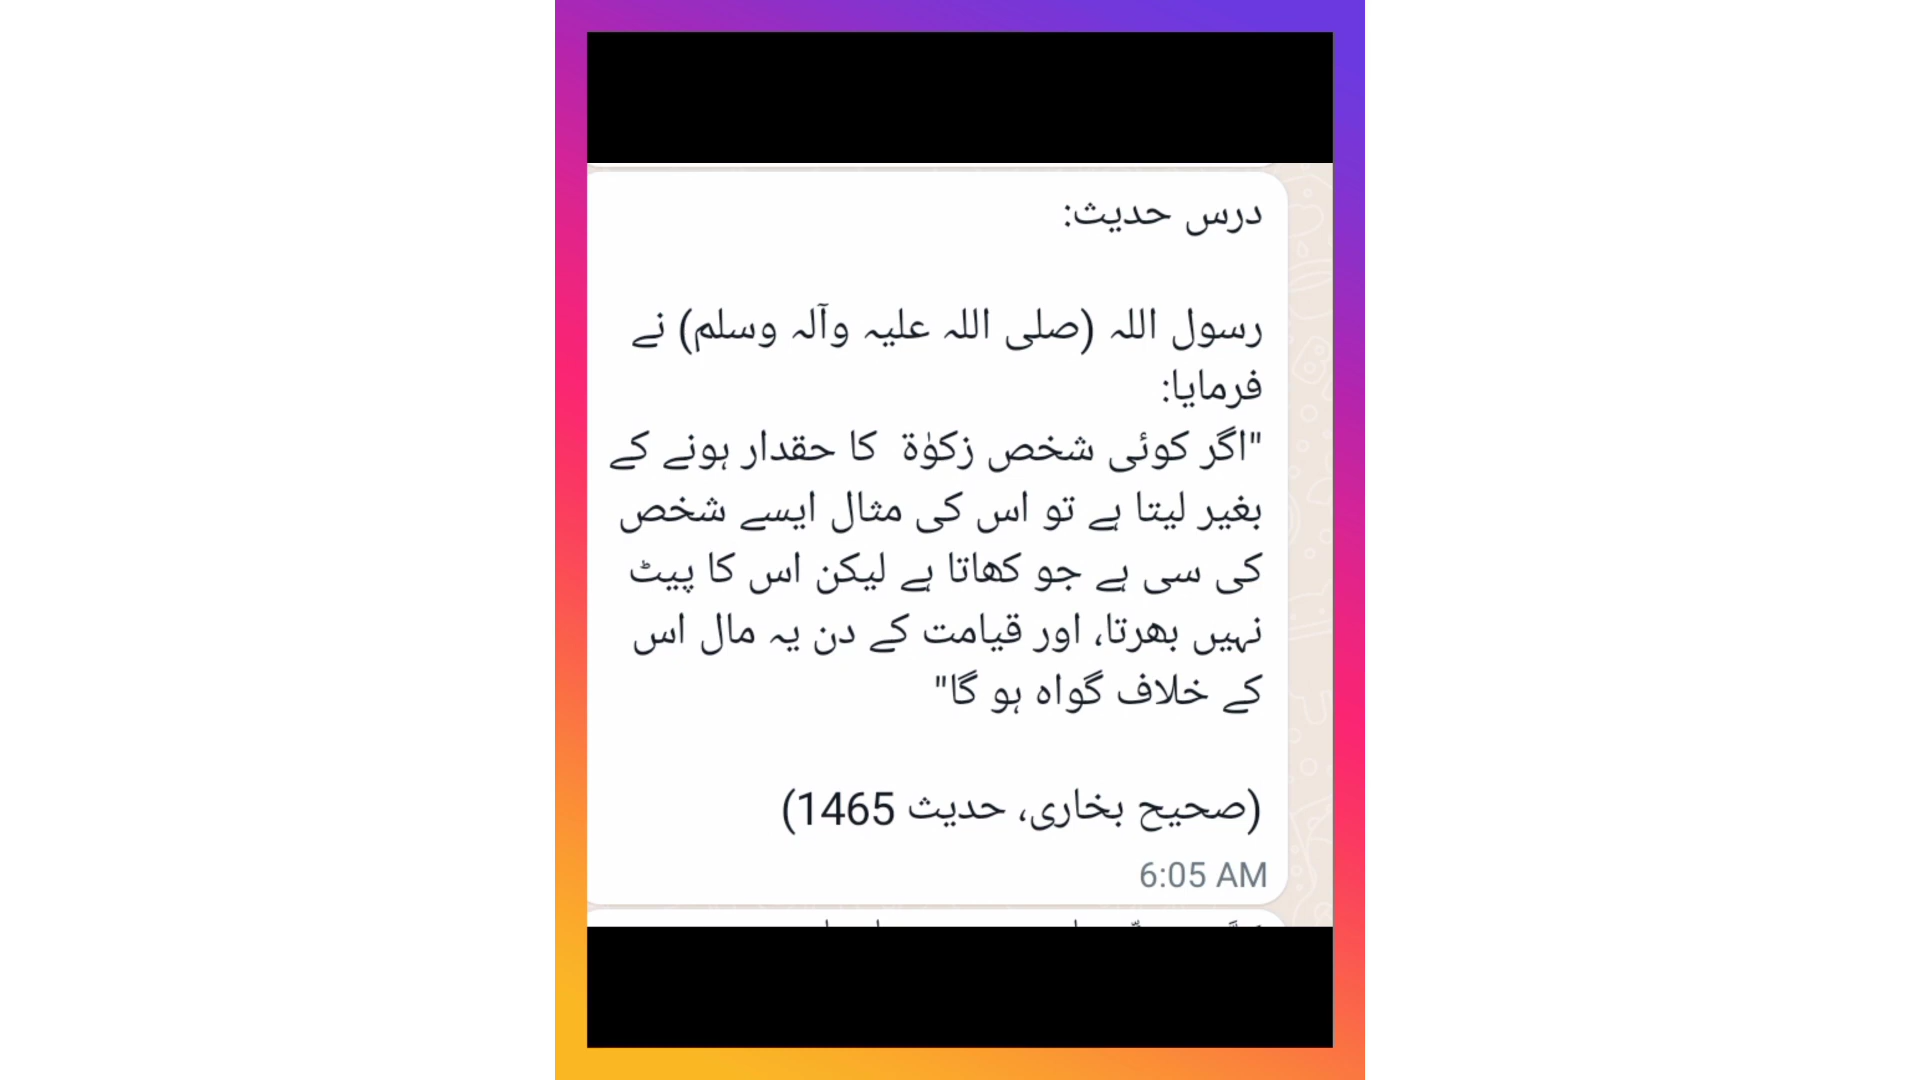 درس حدیث:
رسول اللہ (صلی اللہ علیہ وآلہ وسلم) نے
فرمایا:
"اگر کوئی شخص زکوٰۃ  کا حقدار ہونے کے
بغیر لیتا ہے تو اس کی مثال ایسے شخص
کی سی ہے جو کھاتا ہے لیکن اس کا پیٹ
نہیں بھرتا، اور قیامت کے دن یہ مال اس
کے خلاف گواہ ہو گا"
(صحیح بخاری، حدیث 1465)
6:05 AM